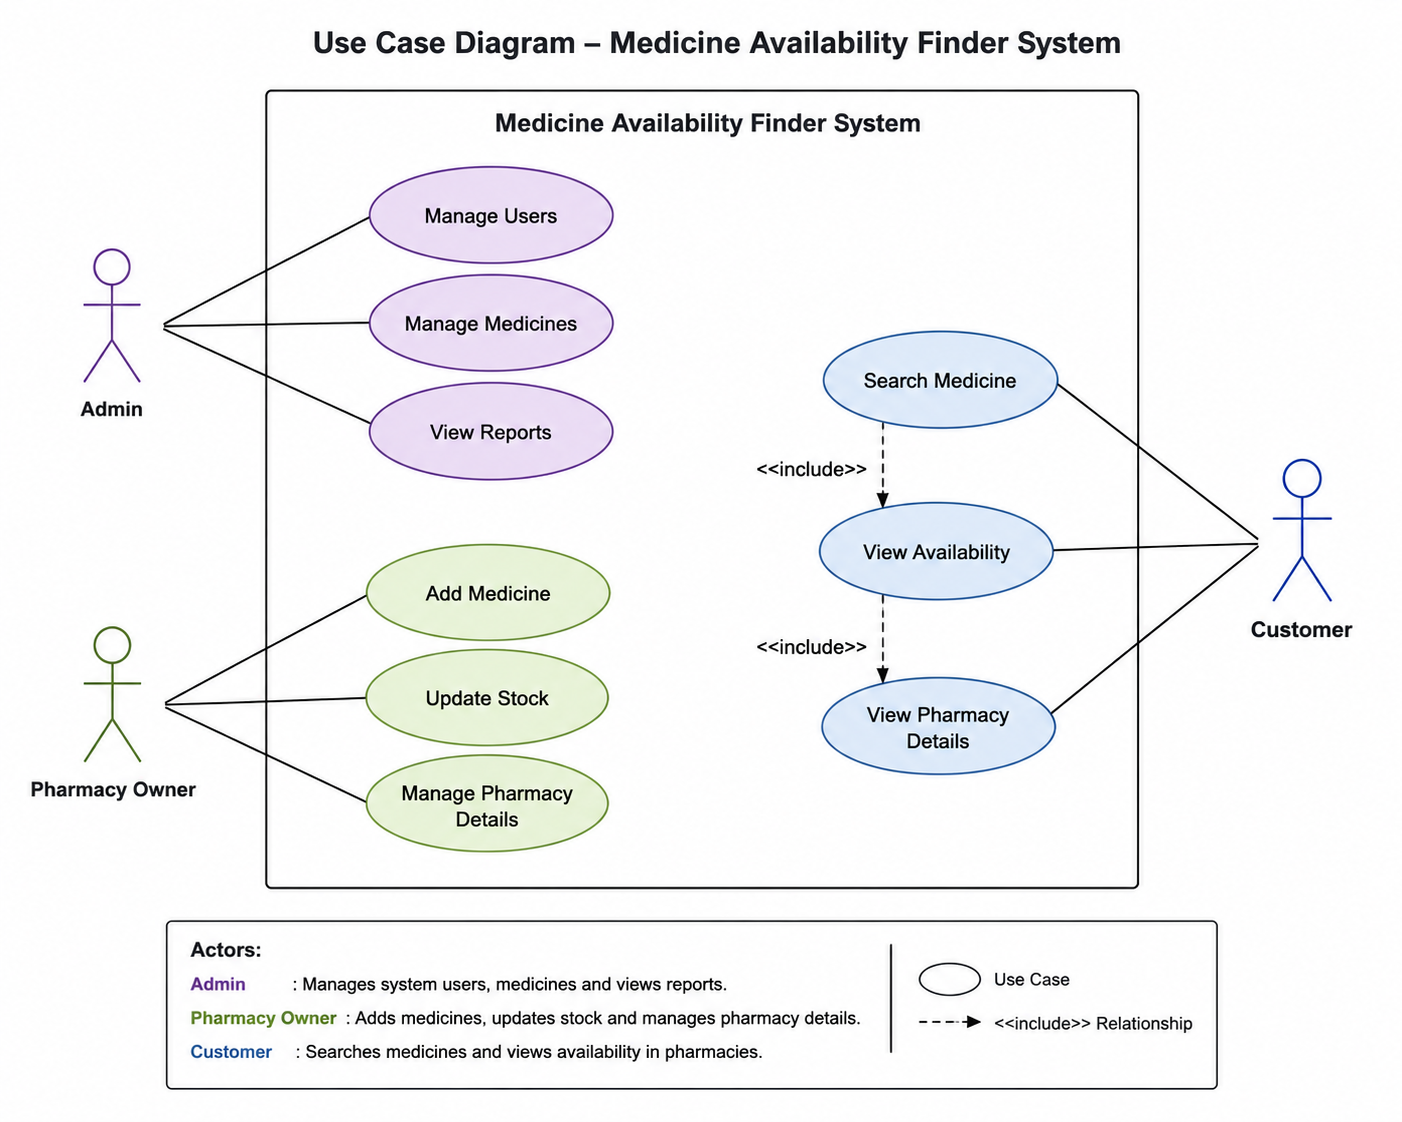 Use Case Diagram – Medicine Availability Finder System
Medicine Availability Finder System
Manage Users
Manage Medicines
View Reports
Admin
Search Medicine
<<include>>
View Availability
<<include>>
View Pharmacy
Details
Customer
Add Medicine
Update Stock
Manage Pharmacy
Details
Pharmacy Owner
Actors:
Admin : Manages system users, medicines and views reports.
Pharmacy Owner : Adds medicines, updates stock and manages pharmacy details.
Customer : Searches medicines and views availability in pharmacies.
Use Case
<<include>> Relationship